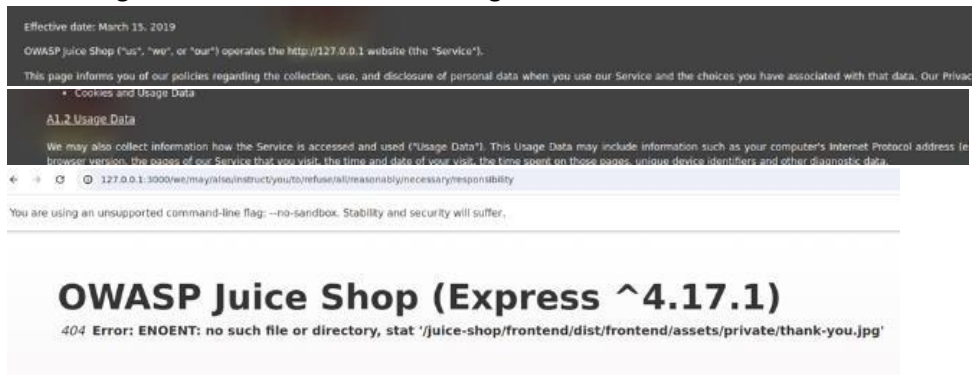 Effective date: March 15, 2019
OWASP Juice Shop ("us", "we", or "our") operates the http://127.0.0.1 website (the "Service").
This page informs you of our policies regarding the collection, use, and disclosure of personal data when you use our Service and the choices you have associated with that data. Our Privac
• Cookies and Usage Data
A1.2 Usage Data
We may also collect information how the Service is accessed and used ("Usage Data"). This Usage Data may include information such as your computer's Internet Protocol address (e
browser version, the pages of our Service that you visit, the time and date of your visit, the time spent on those pages, unique device identifiers and other diagnostic data.
127.0.0.1:3000/we/may/also/instruct/you/to/refuse/all/reasonably/necessary/responsibility
You are using an unsupported command-line flag: --no-sandbox. Stability and security will suffer.
OWASP Juice Shop (Express ^4.17.1)
404 Error: ENOENT: no such file or directory, stat '/juice-shop/frontend/dist/frontend/assets/private/thank-you.jpg'